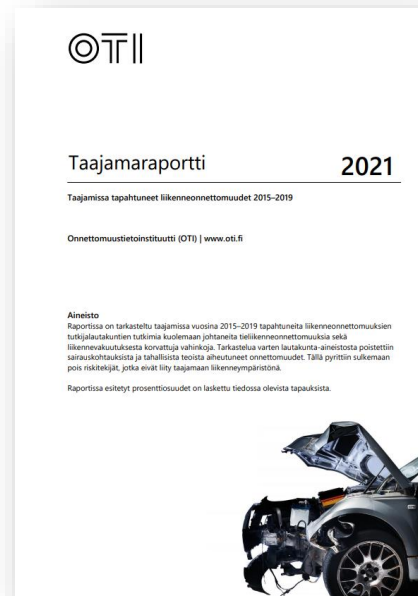 OTI
Taajamaraportti 2021
Taajamissa tapahtuneet liikenneonnettomuudet 2015–2019
Onnettomuustietoinstituutti (OTI) | www.oti.fi
Aineisto
Raportissa on tarkasteltu taajamissa vuosina 2015–2019 tapahtuneita liikenneonnettomuuksien
tutkijalautakuntien tutkimia kuolemaan johtaneita tieliikenneonnettomuuksia sekä
liikennevakuutuksesta korvattuja vahinkoja. Tarkastelua varten lautakunta-aineistosta poistettiin
sairauskohtauksista ja tahallisista teoista aiheutuneet onnettomuudet. Tällä pyrittiin sulkemaan
pois riskitekijät, jotka eivät liity taajamaan liikenneympäristönä.
Raportissa esitetyt prosenttiosuudet on laskettu tiedossa olevista tapauksista.